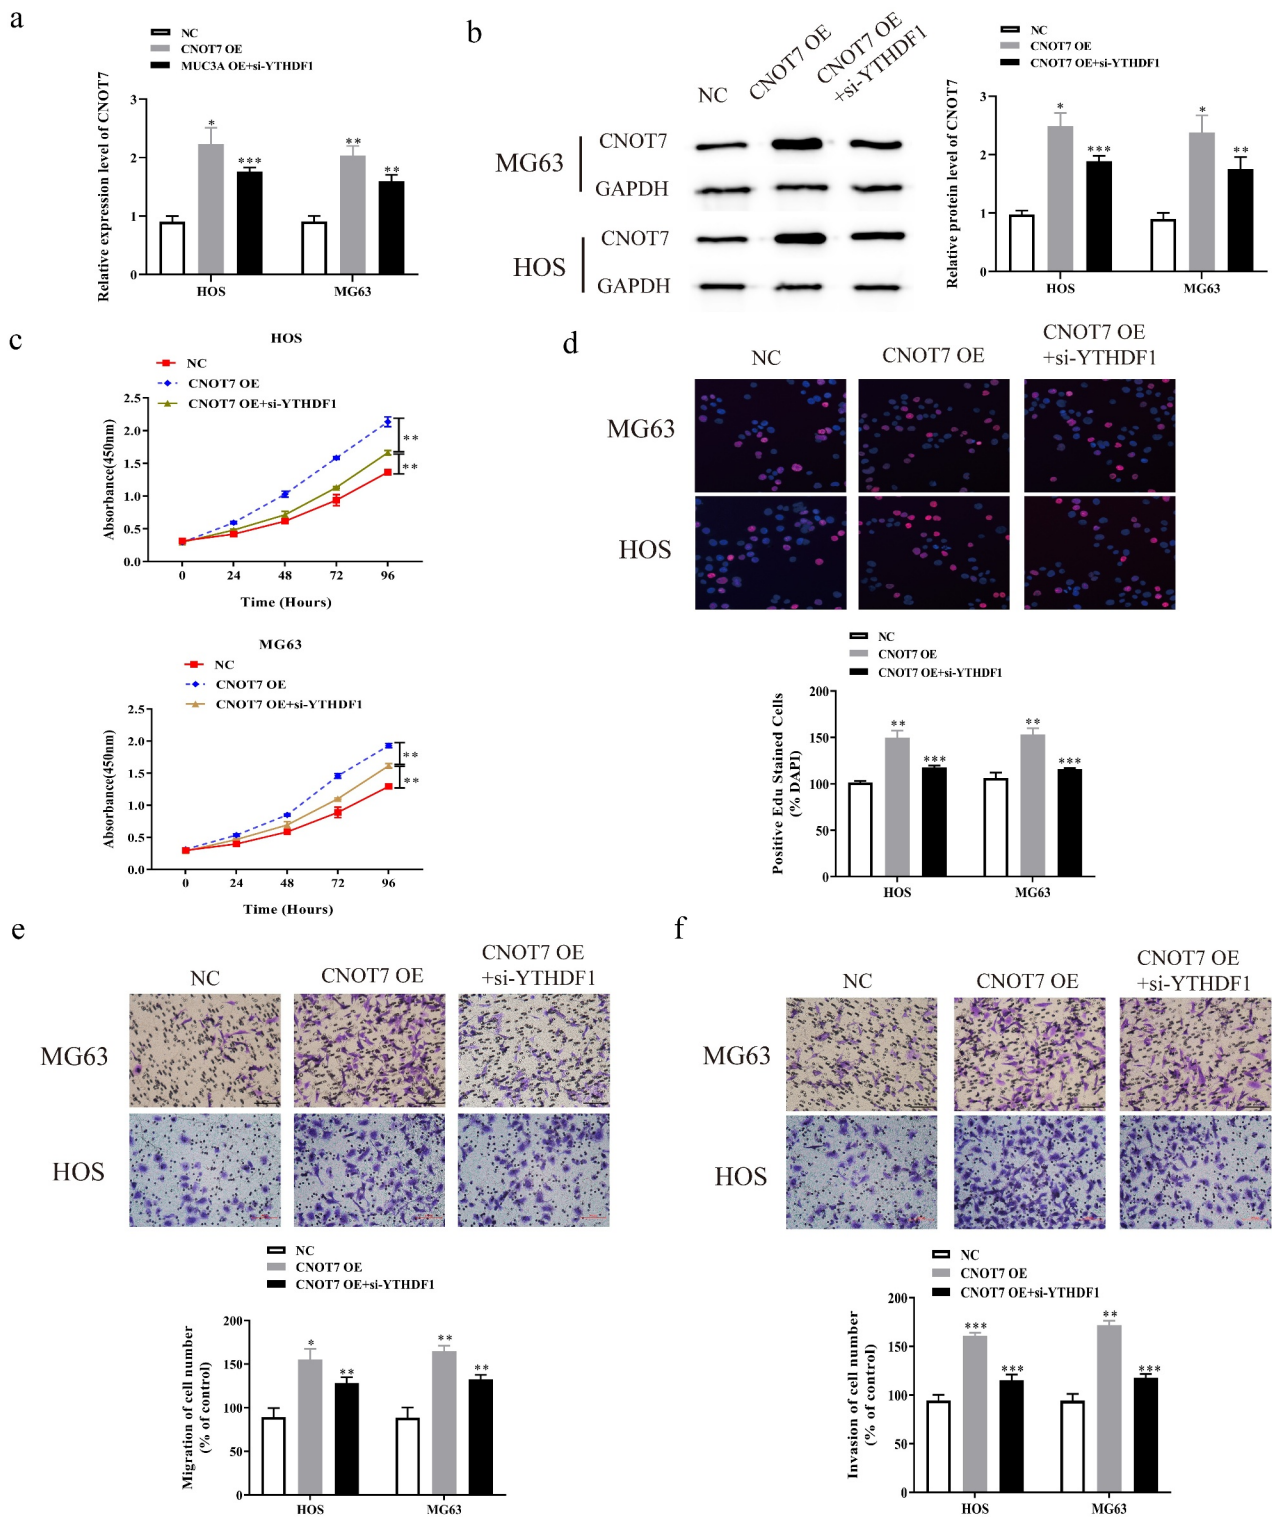 a
NC
CNOT7 OE
MUC3A OE+si-YTHDF1
Relative expression level of CNOT7
3
2
1
0
*
***
**
**
HOS
MG63
b
NC
CNOT7 OE
CNOT7 OE
+si-YTHDF1
MG63
CNOT7
GAPDH
HOS
CNOT7
GAPDH
NC
CNOT7 OE
CNOT7 OE+si-YTHDF1
Relative protein level of CNOT7
3
2
1
0
*
***
*
**
HOS
MG63
c
HOS
NC
CNOT7 OE
CNOT7 OE+si-YTHDF1
Absorbance(450nm)
2.5
2.0
1.5
1.0
0.5
0.0
**
**
0 24 48 72 96
Time (Hours)
MG63
NC
CNOT7 OE
CNOT7 OE+si-YTHDF1
Absorbance(450nm)
2.5
2.0
1.5
1.0
0.5
0.0
**
**
0 24 48 72 96
Time (Hours)
d
NC
CNOT7 OE
CNOT7 OE
+si-YTHDF1
MG63
HOS
NC
CNOT7 OE
CNOT7 OE+si-YTHDF1
Positive Edu Stained Cells
(% DAPI)
200
150
100
50
0
**
***
**
***
HOS
MG63
e
NC
CNOT7 OE
CNOT7 OE
+si-YTHDF1
MG63
HOS
NC
CNOT7 OE
CNOT7 OE+si-YTHDF1
Migration of cell number
(% of control)
200
150
100
50
0
*
**
**
**
HOS
MG63
f
NC
CNOT7 OE
CNOT7 OE
+si-YTHDF1
MG63
HOS
NC
CNOT7 OE
CNOT7 OE+si-YTHDF1
Invasion of cell number
(% of control)
200
150
100
50
0
***
***
**
***
HOS
MG63